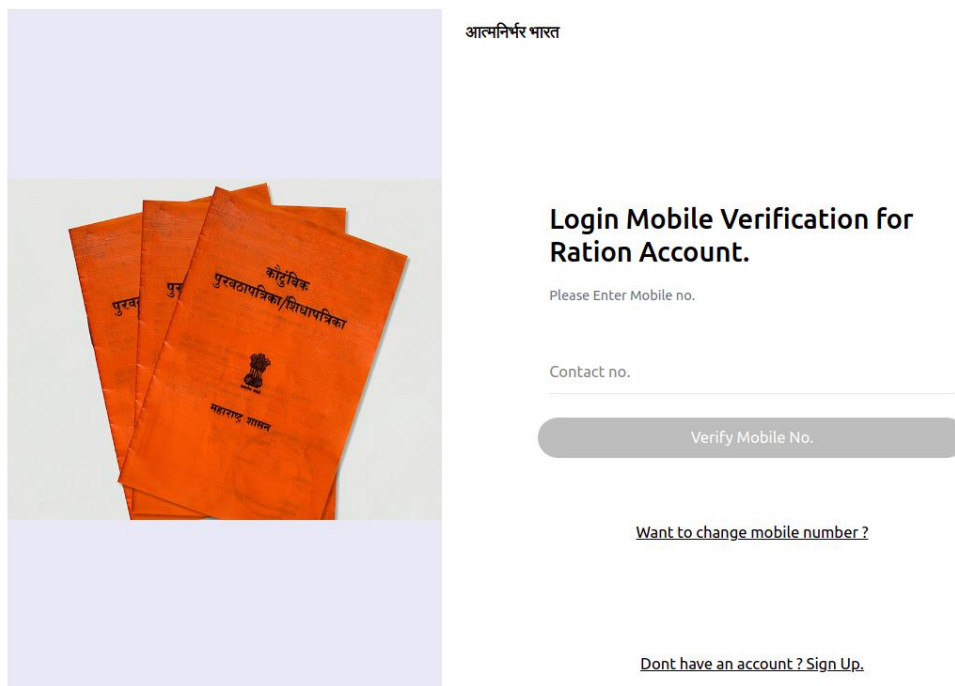 आत्मनिर्भर भारत
कौटुंबिक
पुरवठापत्रिका/शिधापत्रिका
महाराष्ट्र शासन
Login Mobile Verification for
Ration Account.
Please Enter Mobile no.
Contact no.
Verify Mobile No.
Want to change mobile number ?
Dont have an account ? Sign Up.